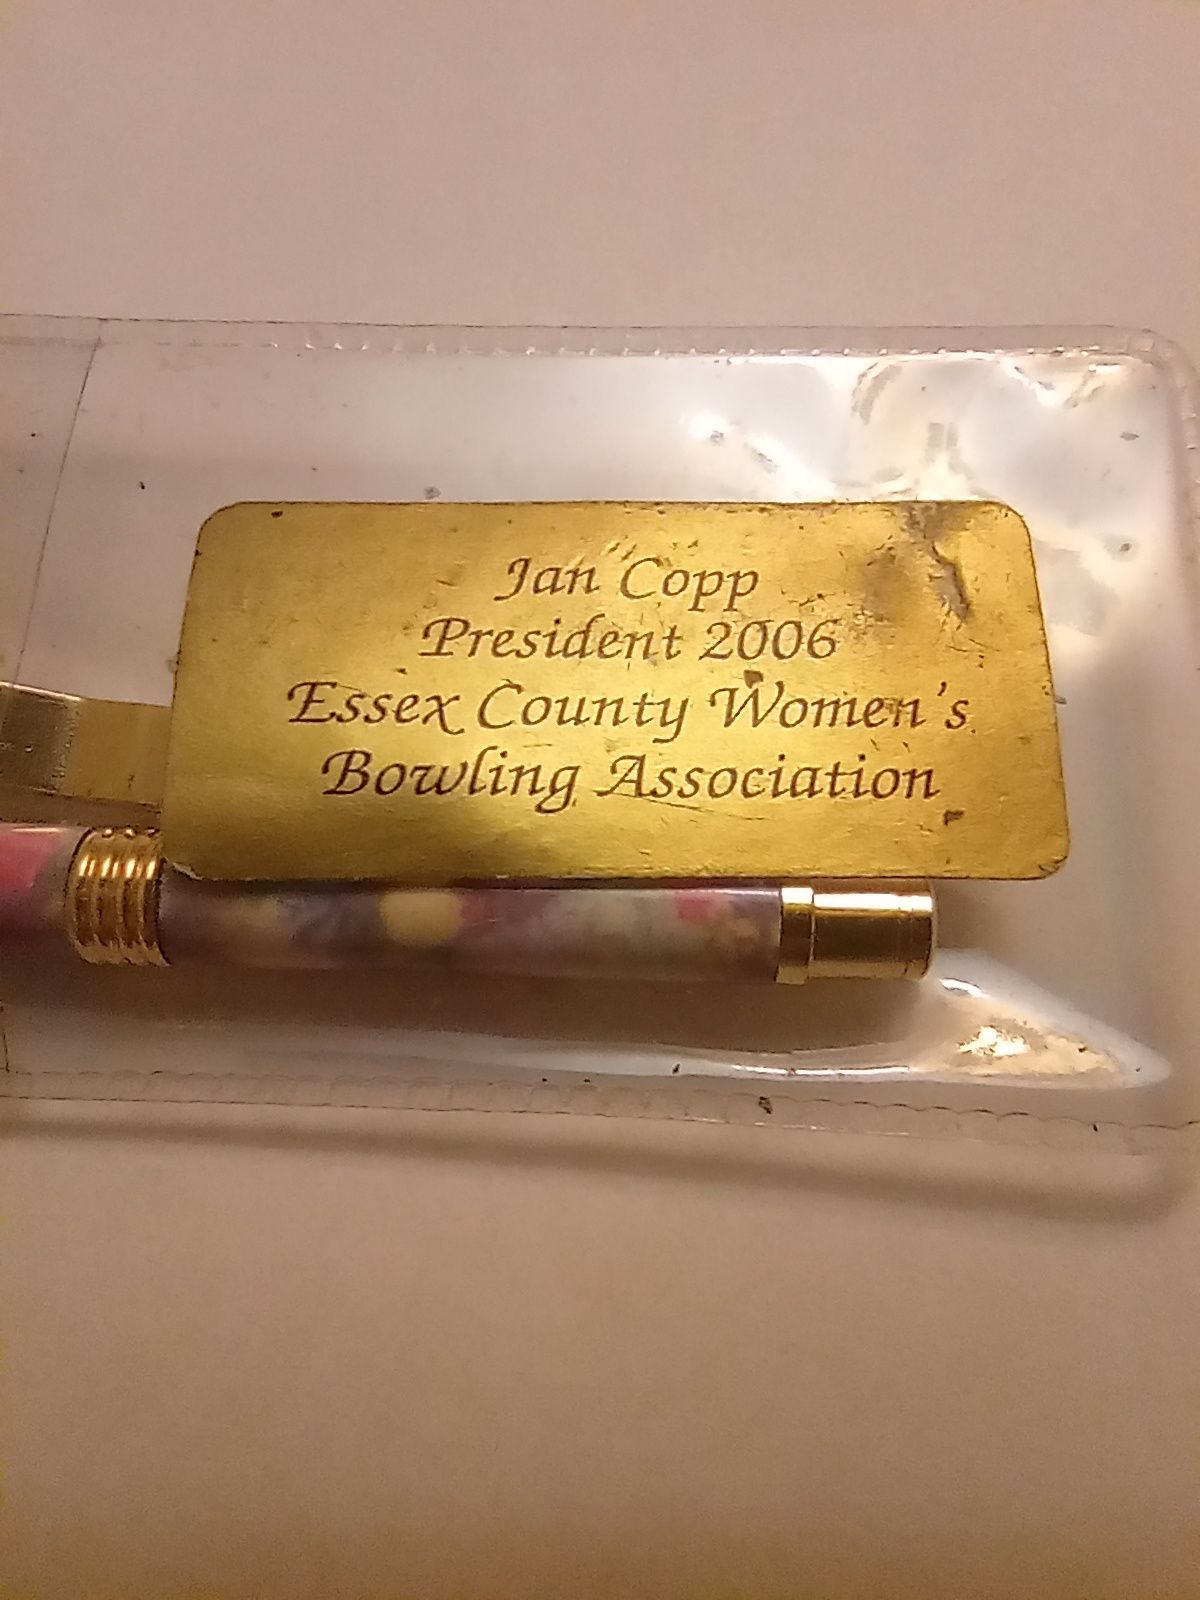 Jan Copp
President 2006
Essex County Women's
Bowling Association